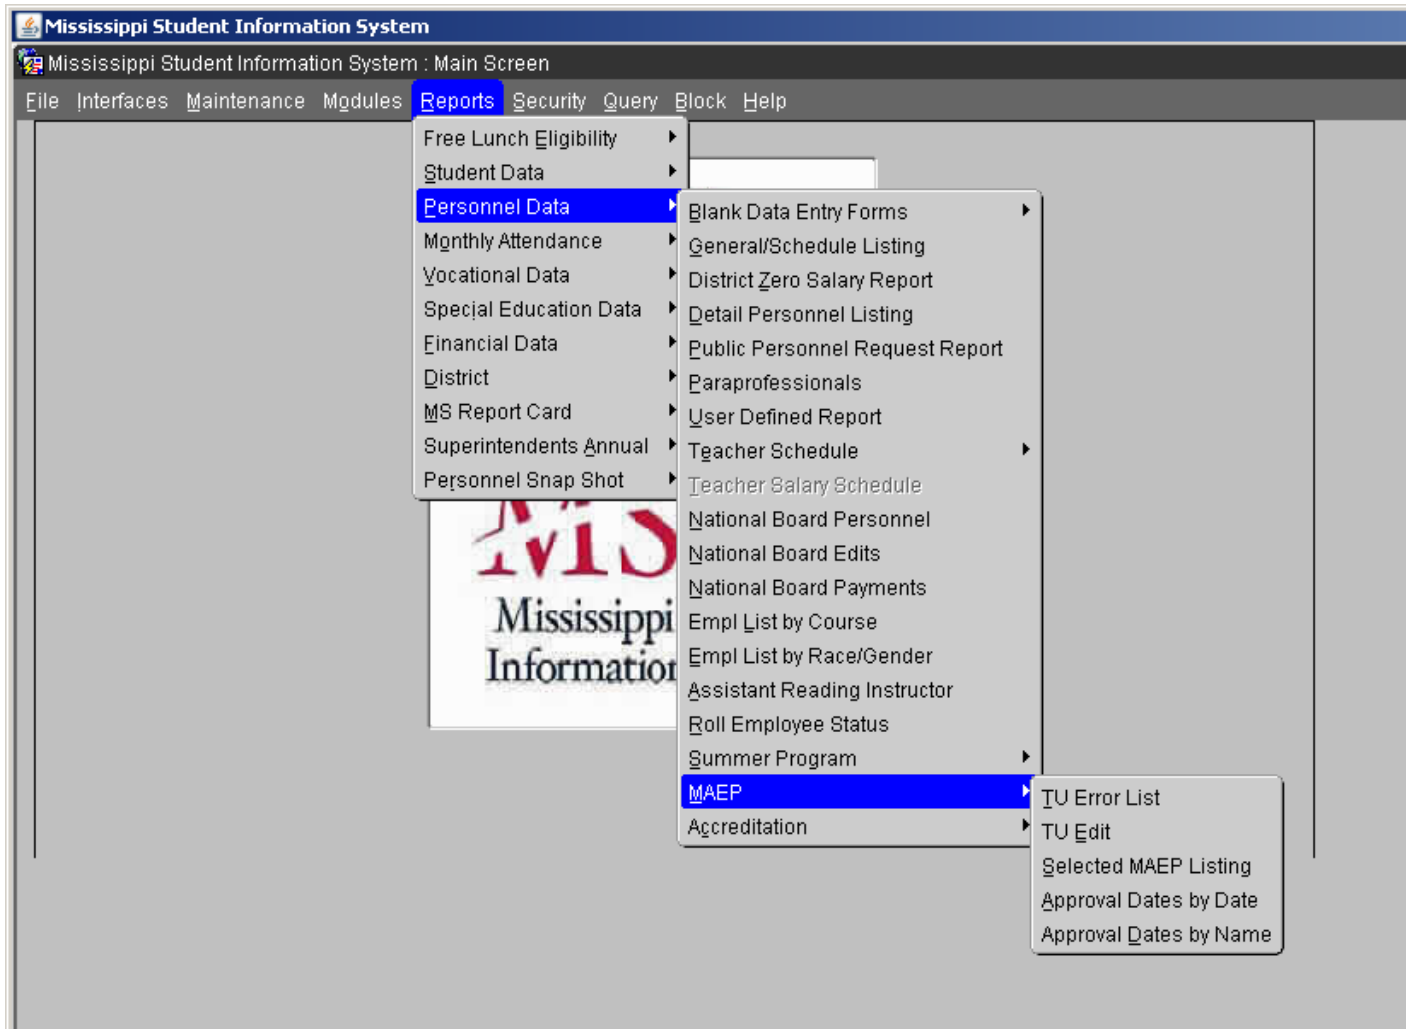 Mississippi Student Information System
Mississippi Student Information System : Main Screen
File Interfaces Maintenance Modules Reports Security Query Block Help
Free Lunch Eligibility
Student Data
Personnel Data
Monthly Attendance
Vocational Data
Special Education Data
Financial Data
District
MS Report Card
Superintendents Annual
Personnel Snap Shot
Blank Data Entry Forms
General/Schedule Listing
District Zero Salary Report
Detail Personnel Listing
Public Personnel Request Report
Paraprofessionals
User Defined Report
Teacher Schedule
Teacher Salary Schedule
National Board Personnel
National Board Edits
National Board Payments
Empl List by Course
Empl List by Race/Gender
Assistant Reading Instructor
Roll Employee Status
Summer Program
MAEP
Accreditation
TU Error List
TU Edit
Selected MAEP Listing
Approval Dates by Date
Approval Dates by Name
MS
Mississippi